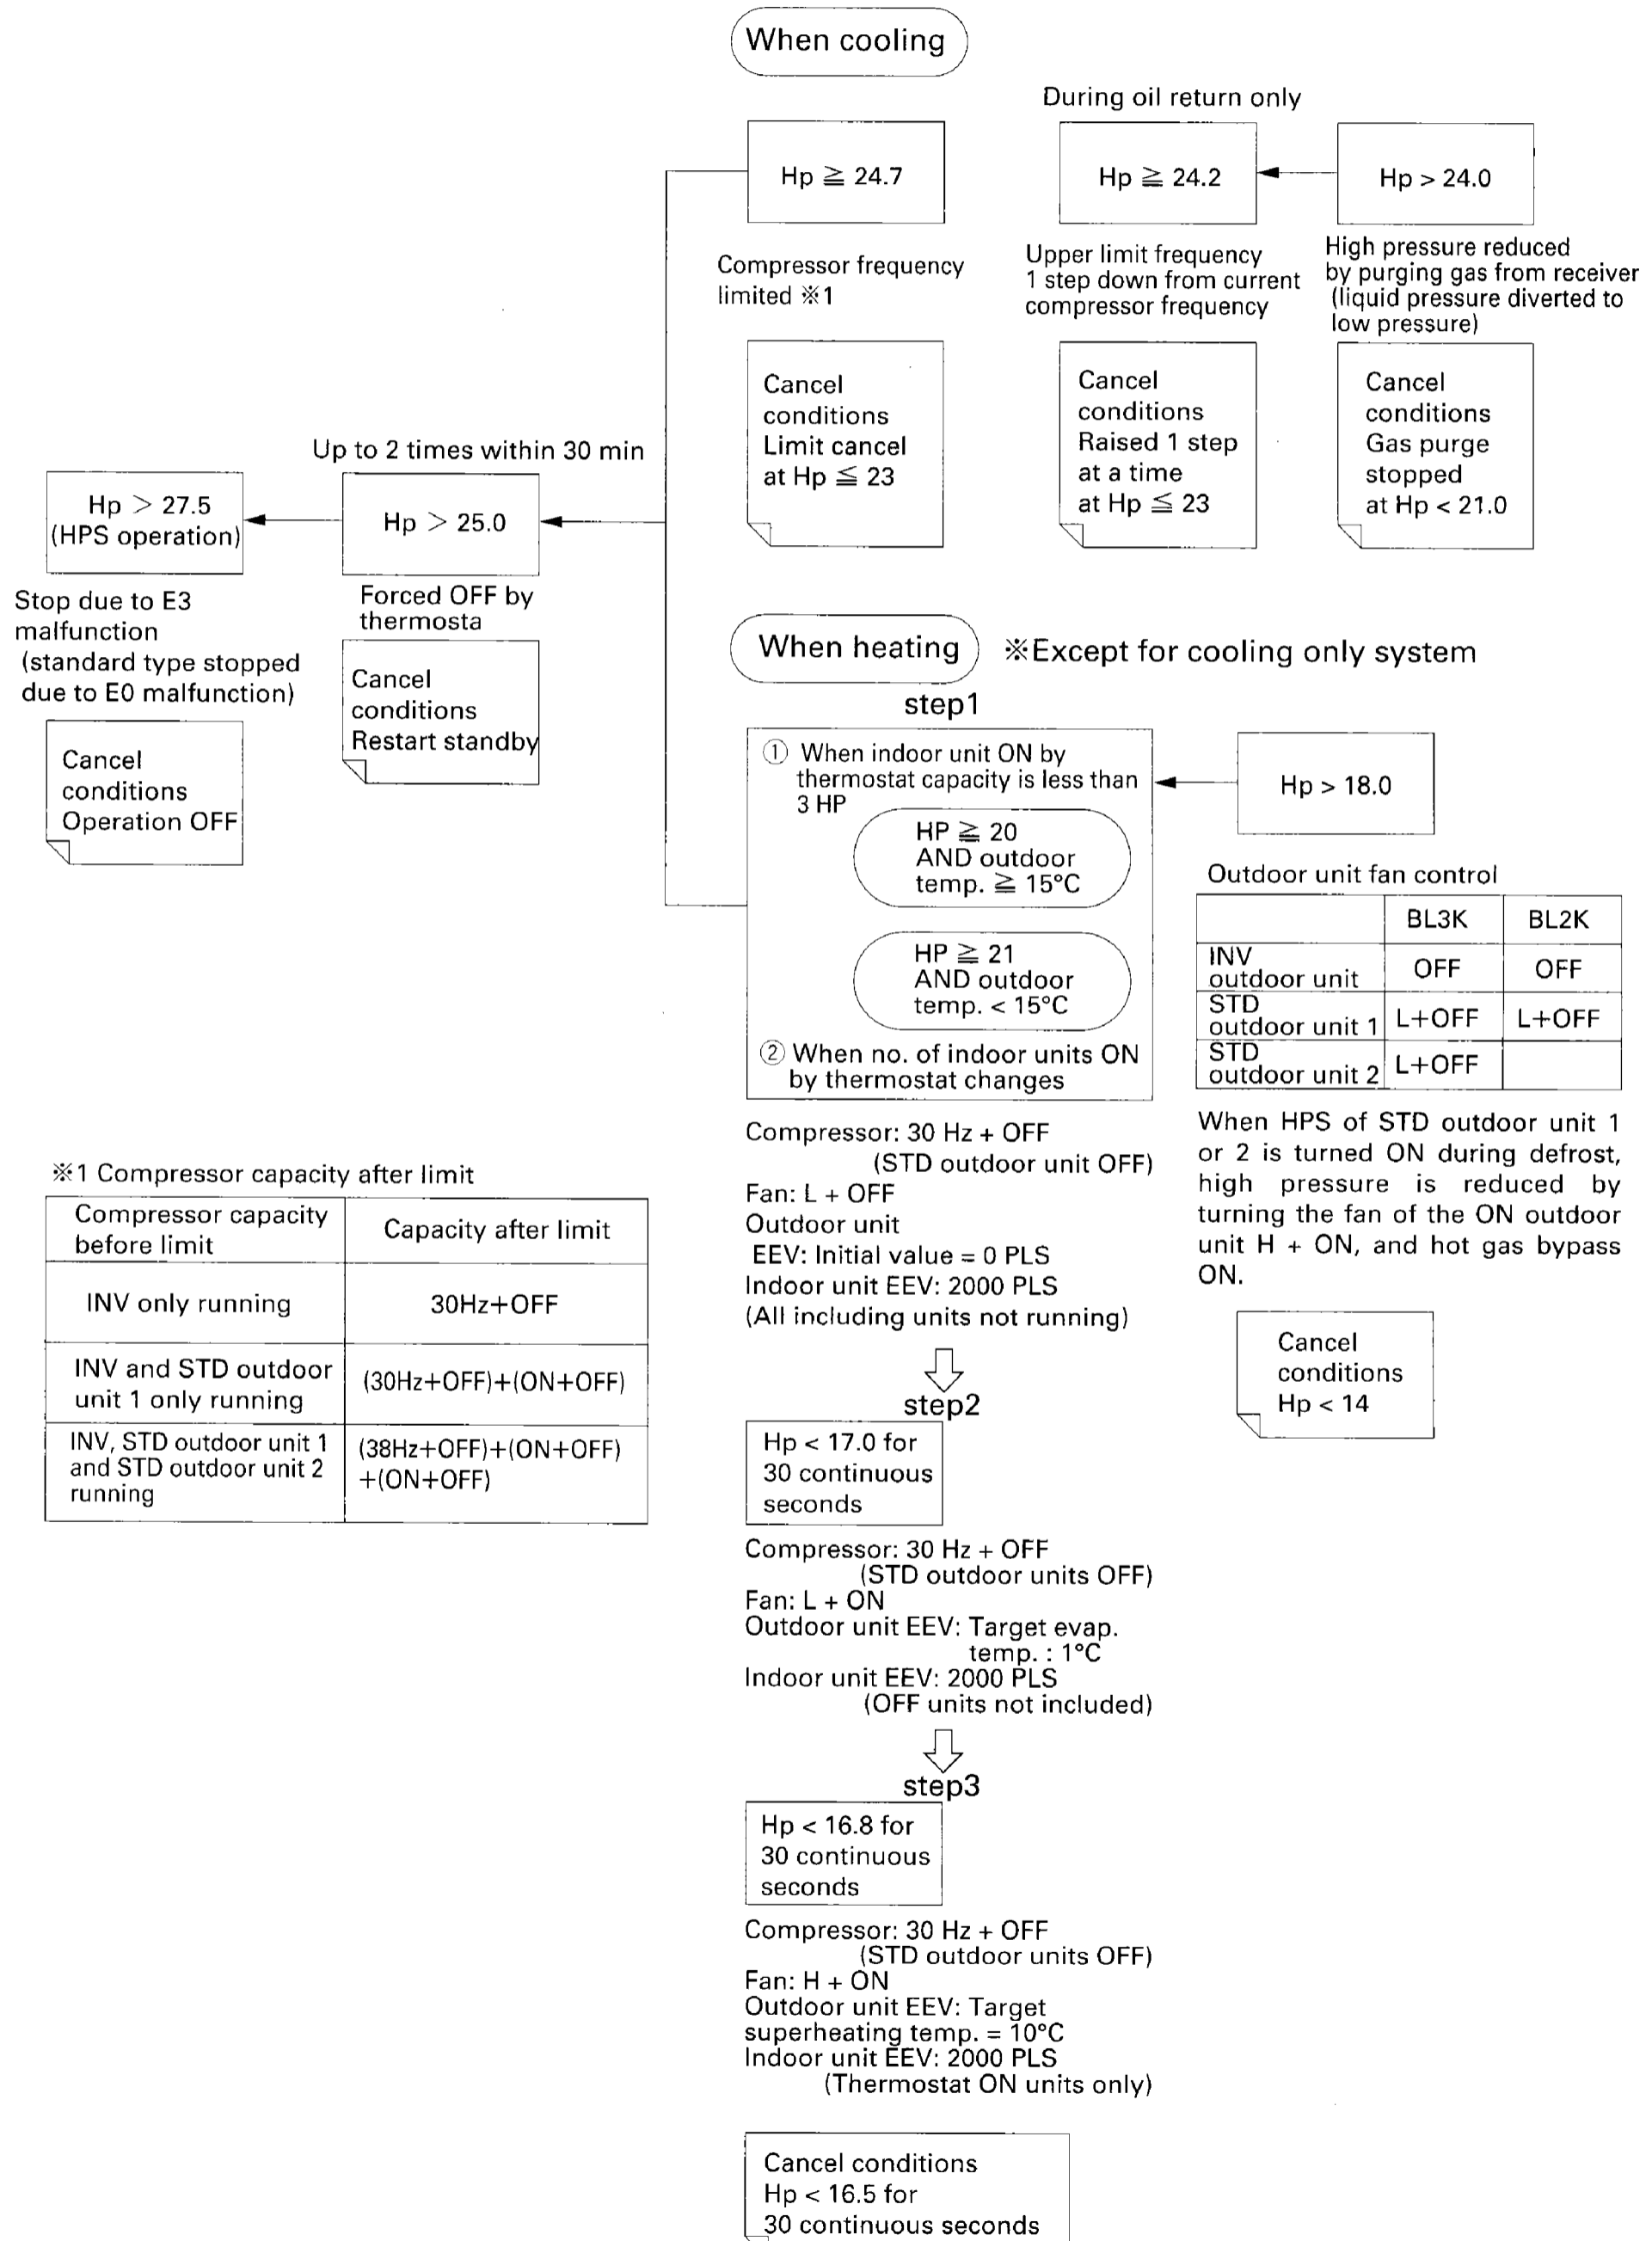 When cooling
During oil return only
Hp ≧ 24.7
Hp ≧ 24.2
Hp > 24.0
Compressor frequency
limited ※1
Upper limit frequency
1 step down from current
compressor frequency
High pressure reduced
by purging gas from receiver
(liquid pressure diverted to
low pressure)
Cancel
conditions
Limit cancel
at Hp ≦ 23
Cancel
conditions
Raised 1 step
at a time
at Hp ≦ 23
Cancel
conditions
Gas purge
stopped
at Hp < 21.0
Up to 2 times within 30 min
Hp > 27.5
(HPS operation)
Hp > 25.0
Stop due to E3
malfunction
(standard type stopped
due to E0 malfunction)
Forced OFF by
thermosta
Cancel
conditions
Restart standby
Cancel
conditions
Operation OFF
When heating
※Except for cooling only system
step1
① When indoor unit ON by
thermostat capacity is less than
3 HP
HP ≧ 20
AND outdoor
temp. ≧ 15°C
HP ≧ 21
AND outdoor
temp. < 15°C
② When no. of indoor units ON
by thermostat changes
Hp > 18.0
Outdoor unit fan control
BL3K BL2K
INV
outdoor unit OFF OFF
STD
outdoor unit 1 L+OFF L+OFF
STD
outdoor unit 2 L+OFF
When HPS of STD outdoor unit 1
or 2 is turned ON during defrost,
high pressure is reduced by
turning the fan of the ON outdoor
unit H + ON, and hot gas bypass
ON.
Cancel
conditions
Hp < 14
Compressor: 30 Hz + OFF
(STD outdoor unit OFF)
Fan: L + OFF
Outdoor unit
EEV: Initial value = 0 PLS
Indoor unit EEV: 2000 PLS
(All including units not running)
step2
Hp < 17.0 for
30 continuous
seconds
Compressor: 30 Hz + OFF
(STD outdoor units OFF)
Fan: L + ON
Outdoor unit EEV: Target evap.
temp. : 1°C
Indoor unit EEV: 2000 PLS
(OFF units not included)
step3
Hp < 16.8 for
30 continuous
seconds
Compressor: 30 Hz + OFF
(STD outdoor units OFF)
Fan: H + ON
Outdoor unit EEV: Target
superheating temp. = 10°C
Indoor unit EEV: 2000 PLS
(Thermostat ON units only)
Cancel conditions
Hp < 16.5 for
30 continuous seconds
※1 Compressor capacity after limit
Compressor capacity
before limit
Capacity after limit
INV only running
30Hz+OFF
INV and STD outdoor
unit 1 only running
(30Hz+OFF)+(ON+OFF)
INV, STD outdoor unit 1
and STD outdoor unit 2
running
(38Hz+OFF)+(ON+OFF)
+(ON+OFF)